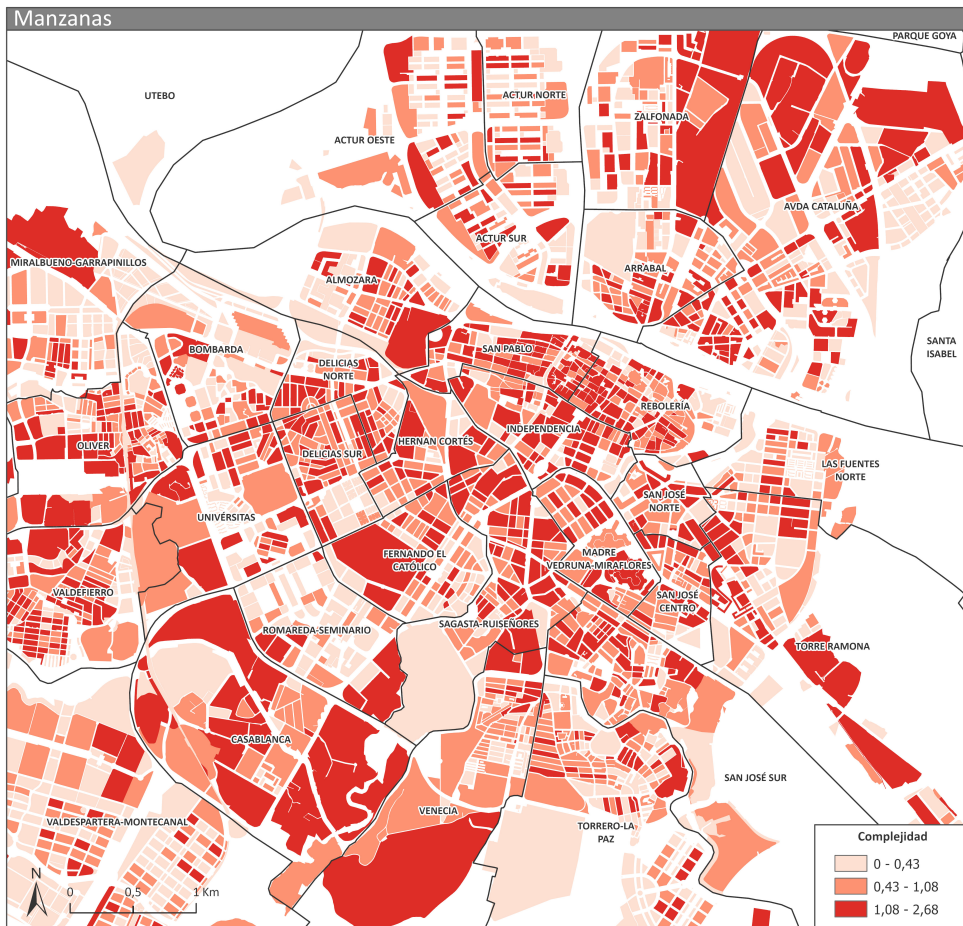 Manzanas
PARQUE GOYA
UTEBO
ACTUR NORTE
ZALFONADA
ACTUR OESTE
AVDA CATALUÑA
ACTUR SUR
MIRALBUENO-GARRAPINILLOS
ARRABAL
ALMOZARA
SANTA
ISABEL
BOMBARDA
SAN PABLO
DELICIAS
NORTE
REBOLERÍA
INDEPENDENCIA
HERNAN CORTÉS
OLIVER
DELICIAS SUR
LAS FUENTES
NORTE
SAN JOSÉ
NORTE
UNIVÉRSITAS
FERNANDO EL
CATÓLICO
MADRE
VEDRUNA-MIRAFLORES
VALDEFIERRO
SAN JOSÉ
CENTRO
ROMAREDA-SEMINARIO
SAGASTA-RUISEÑORES
TORRE RAMONA
CASABLANCA
SAN JOSÉ SUR
VENECIA
VALDESPARTERA-MONTECANAL
TORRERO-LA
PAZ
N
0 0,5 1 Km
Complejidad
0 - 0,43
0,43 - 1,08
1,08 - 2,68